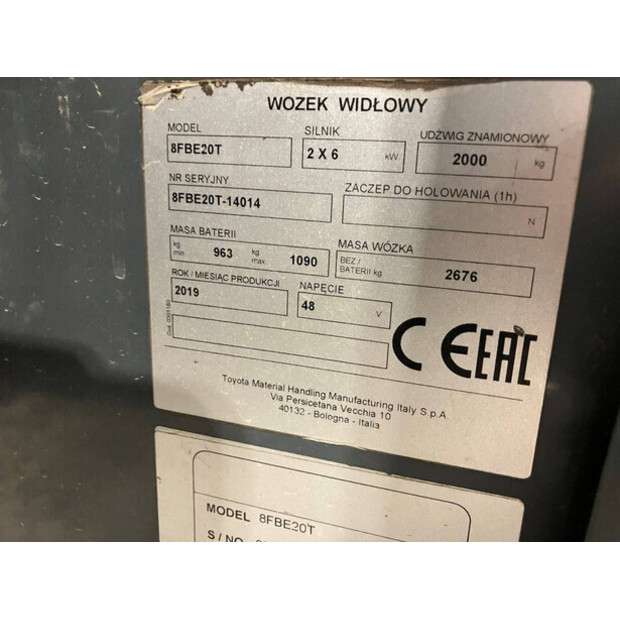 WOZEK WIDŁOWY
MODEL SILNIK UDŹWIG ZNAMIONOWY
8FBE20T 2 X 6 kW 2000 kg
NR SERYJNY ZACZEP DO HOLOWANIA (1h)
8FBE20T-14014 N
MASA BATERII MASA WÓZKA
kg min 963 kg max 1090 BEZ / BATERII kg 2676
ROK / MIESIĄC PRODUKCJI NAPĘCIE
2019 48 V
CE EAC
Toyota Material Handling Manufacturing Italy S.p.A.
Via Persicetana Vecchia 10
40132 - Bologna - Italia
MODEL 8FBE20T
S / NO